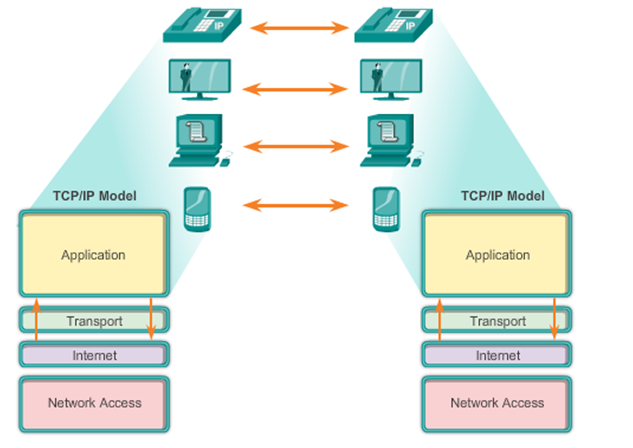 IP
IP
TCP/IP Model
TCP/IP Model
Application
Application
Transport
Transport
Internet
Internet
Network Access
Network Access